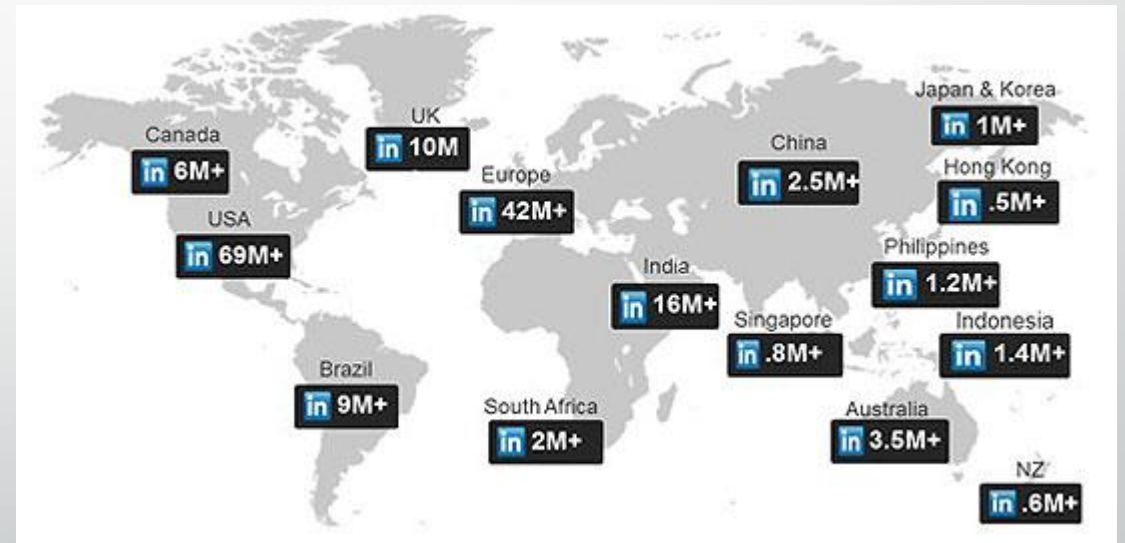 Canada
in 6M+
UK
in 10M
USA
in 69M+
Europe
in 42M+
China
in 2.5M+
Japan & Korea
in 1M+
Hong Kong
in .5M+
India
in 16M+
Philippines
in 1.2M+
Singapore
in .8M+
Indonesia
in 1.4M+
Brazil
in 9M+
South Africa
in 2M+
Australia
in 3.5M+
NZ
in .6M+